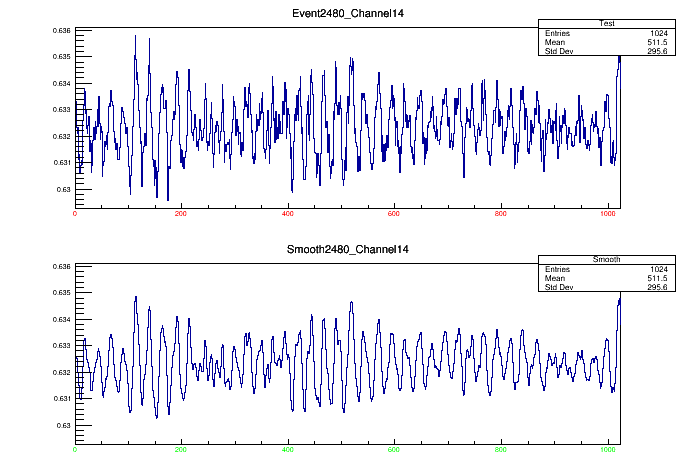 Event2480_Channel14
Test
Entries 1024
Mean 511.5
Std Dev 295.6
0.636
0.635
0.634
0.633
0.632
0.631
0.63
0 200 400 600 800 1000
Smooth2480_Channel14
Smooth
Entries 1024
Mean 511.5
Std Dev 295.6
0.636
0.635
0.634
0.633
0.632
0.631
0.63
0 200 400 600 800 1000